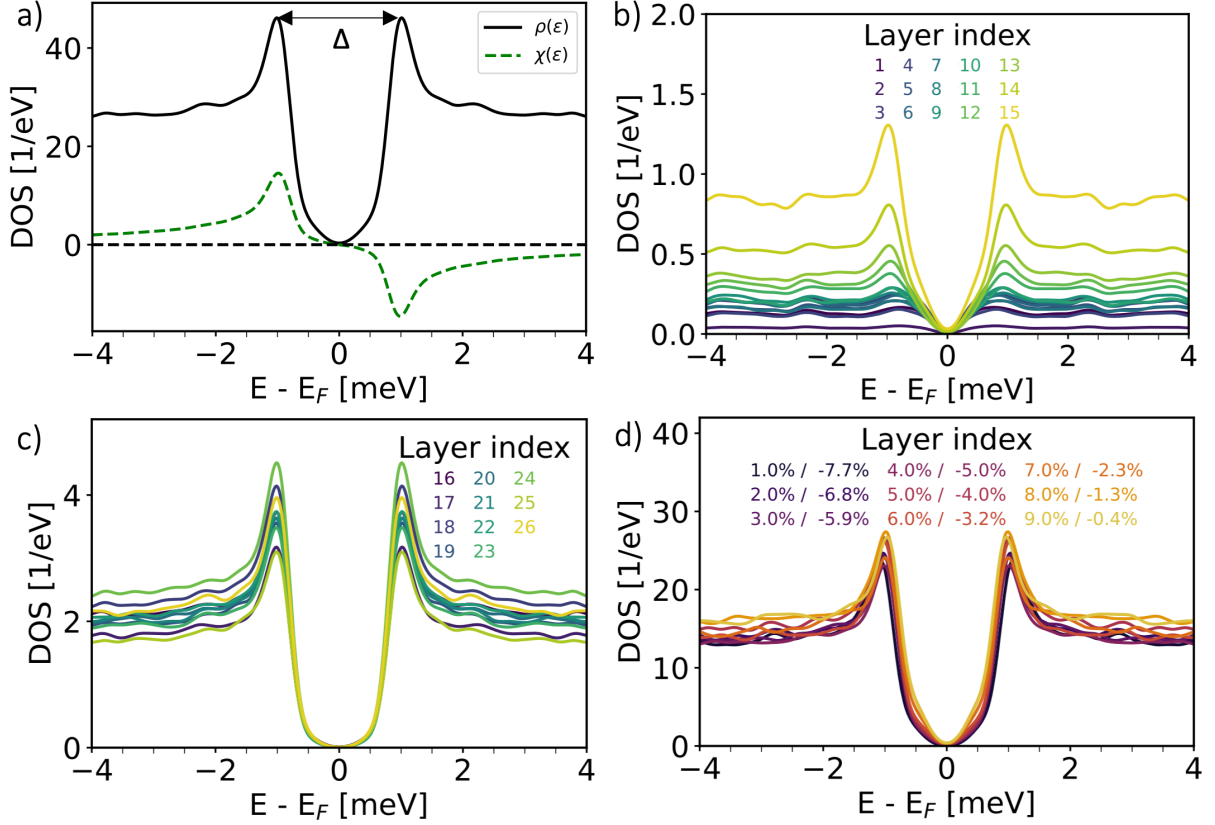 a)
DOS [1/eV]
40
20
0
Δ
ρ(ε)
χ(ε)
−4 −2 0 2 4
E - E_F [meV]
b)
DOS [1/eV]
2.0
1.5
1.0
0.5
0.0
Layer index
1 4 7 10 13
2 5 8 11 14
3 6 9 12 15
−4 −2 0 2 4
E - E_F [meV]
c)
DOS [1/eV]
4
2
0
Layer index
16 20 24
17 21 25
18 22 26
19 23
−4 −2 0 2 4
E - E_F [meV]
d)
DOS [1/eV]
40
30
20
10
0
Layer index
1.0% / -7.7% 4.0% / -5.0% 7.0% / -2.3%
2.0% / -6.8% 5.0% / -4.0% 8.0% / -1.3%
3.0% / -5.9% 6.0% / -3.2% 9.0% / -0.4%
−4 −2 0 2 4
E - E_F [meV]